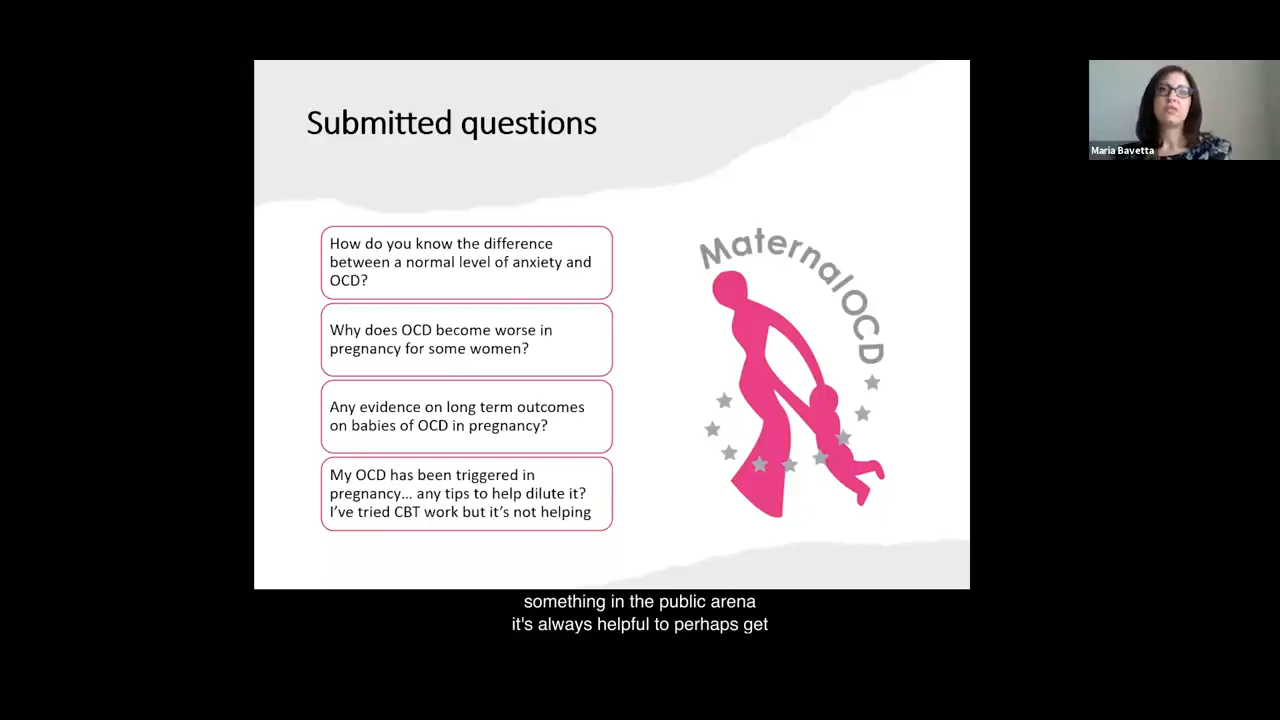 Submitted questions
Maria Bavetta
How do you know the difference
between a normal level of anxiety and
OCD?
Why does OCD become worse in
pregnancy for some women?
Any evidence on long term outcomes
on babies of OCD in pregnancy?
My OCD has been triggered in
pregnancy... any tips to help dilute it?
I've tried CBT work but it's not helping
MaternalOCD
something in the public arena
it's always helpful to perhaps get